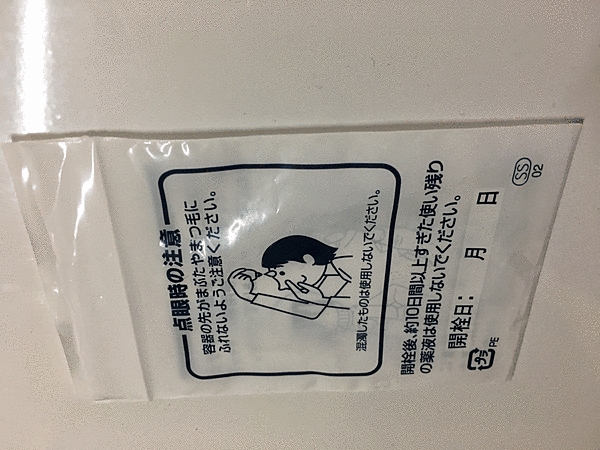 点眼時の注意
容器の先がまぶたやまつ毛に
ふれないようご注意ください。
混濁したものは使用しないでください。
開栓後、約10日間以上すぎた使い残り
の薬液は使用しないでください。
開栓日: 月 日
プラ
PE
SS
02